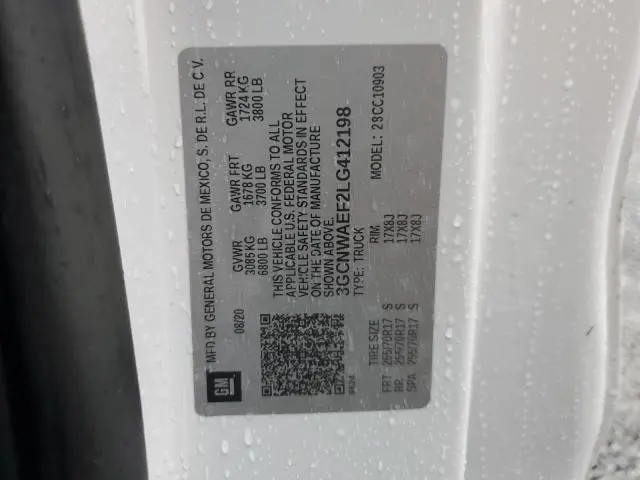 GM
MFD BY GENERAL MOTORS DE MEXICO, S. DE R.L. DE C.V.
08/20
GVWR GAWR FRT GAWR RR
3085 KG 1678 KG 1724 KG
6800 LB 3700 LB 3800 LB
THIS VEHICLE CONFORMS TO ALL
APPLICABLE U.S. FEDERAL MOTOR
VEHICLE SAFETY STANDARDS IN EFFECT
ON THE DATE OF MANUFACTURE
SHOWN ABOVE.
3GCNWAEF2LG412198
TYPE: TRUCK MODEL: 2SCC10903
TIRE SIZE RIM
FRT 255/70R17 S 17X8J
RR 255/70R17 S 17X8J
SPA 255/70R17 S 17X8J